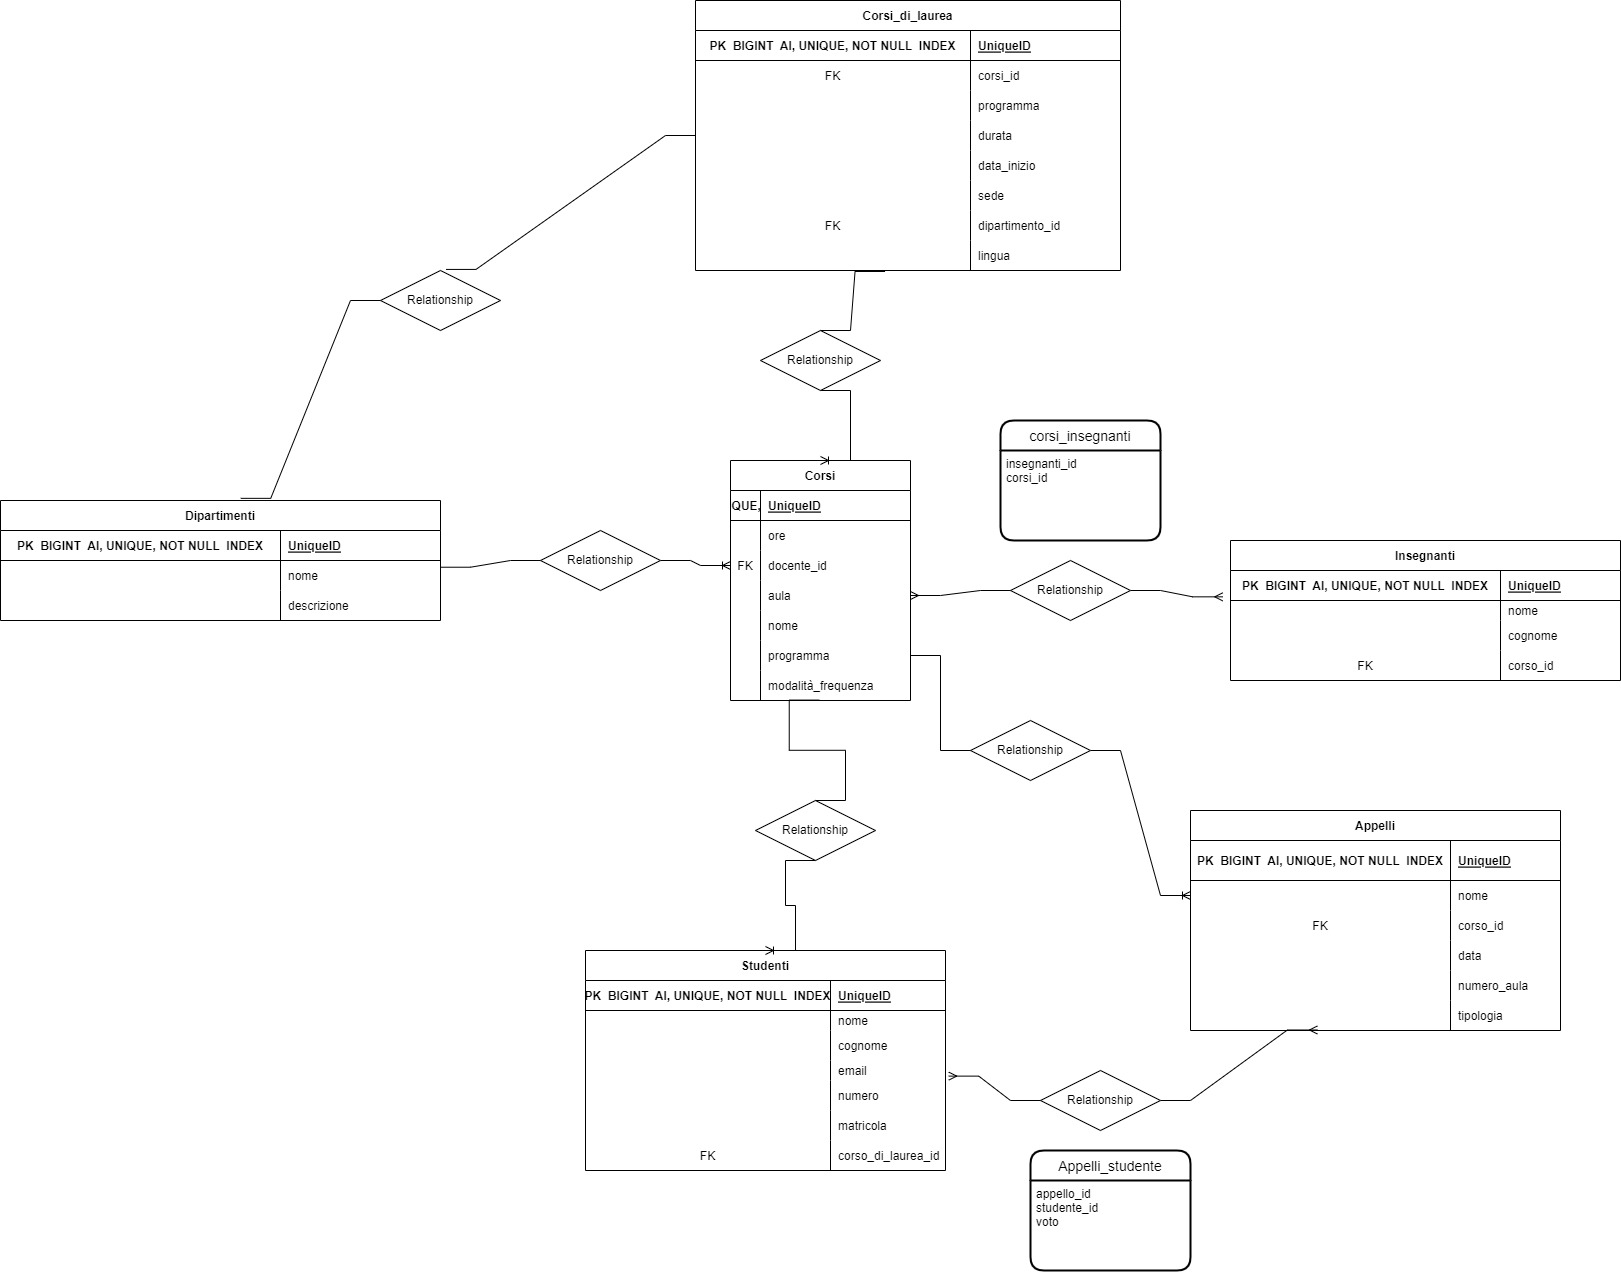 Corsi_di_laurea
PK BIGINT AI, UNIQUE, NOT NULL INDEX UniqueID
FK corsi_id
programma
durata
data_inizio
sede
FK dipartimento_id
lingua
Relationship
Relationship
Dipartimenti
PK BIGINT AI, UNIQUE, NOT NULL INDEX UniqueID
nome
descrizione
Relationship
Corsi
QUE, UniqueID
ore
FK docente_id
aula
nome
programma
modalità_frequenza
corsi_insegnanti
insegnanti_id
corsi_id
Relationship
Insegnanti
PK BIGINT AI, UNIQUE, NOT NULL INDEX UniqueID
nome
cognome
FK corso_id
Relationship
Relationship
Appelli
PK BIGINT AI, UNIQUE, NOT NULL INDEX UniqueID
nome
FK corso_id
data
numero_aula
tipologia
Studenti
PK BIGINT AI, UNIQUE, NOT NULL INDEX UniqueID
nome
cognome
email
numero
matricola
FK corso_di_laurea_id
Relationship
Appelli_studente
appello_id
studente_id
voto